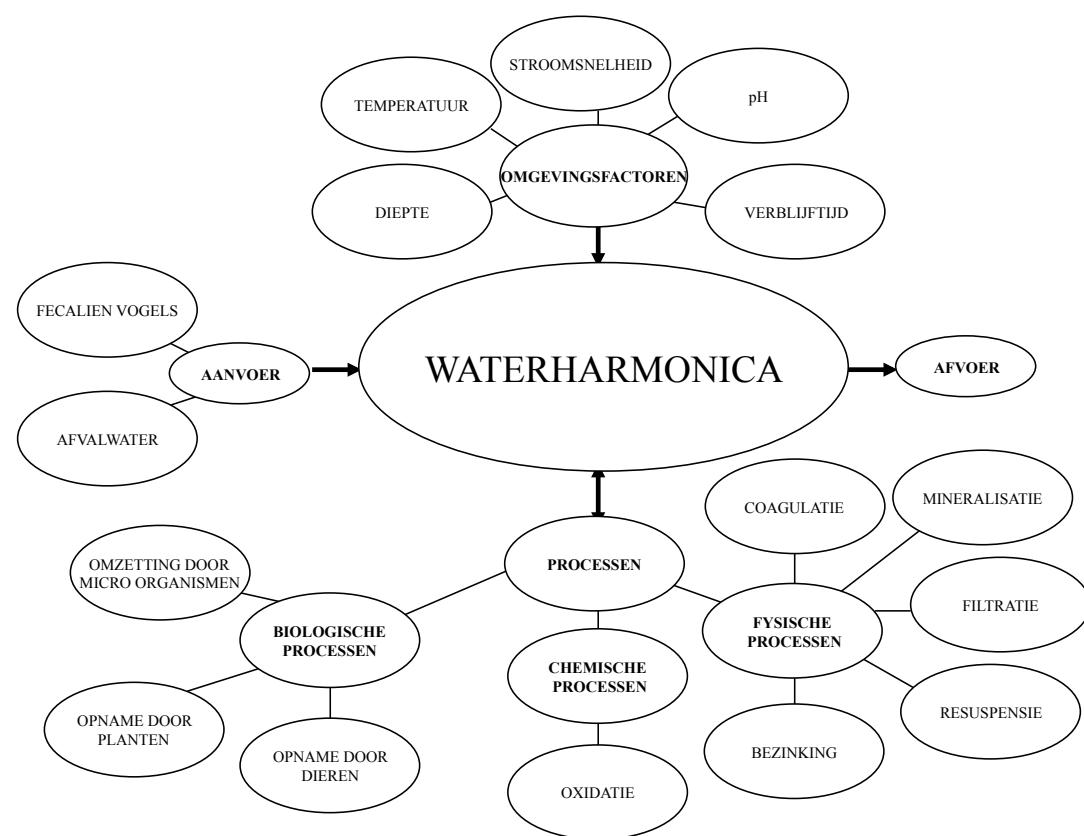 STROOMSNELHEID
TEMPERATUUR
pH
OMGEVINGSFACTOREN
DIEPTE
VERBLIJFTIJD
FECALIEN VOGELS
AANVOER
WATERHARMONICA
AFVOER
AFVALWATER
COAGULATIE
MINERALISATIE
OMZETTING DOOR
MICRO ORGANISMEN
PROCESSEN
FILTRATIE
BIOLOGISCHE
PROCESSEN
FYSISCHE
PROCESSEN
CHEMISCHE
PROCESSEN
OPNAME DOOR
PLANTEN
RESUSPENSIE
OPNAME DOOR
DIEREN
BEZINKING
OXIDATIE